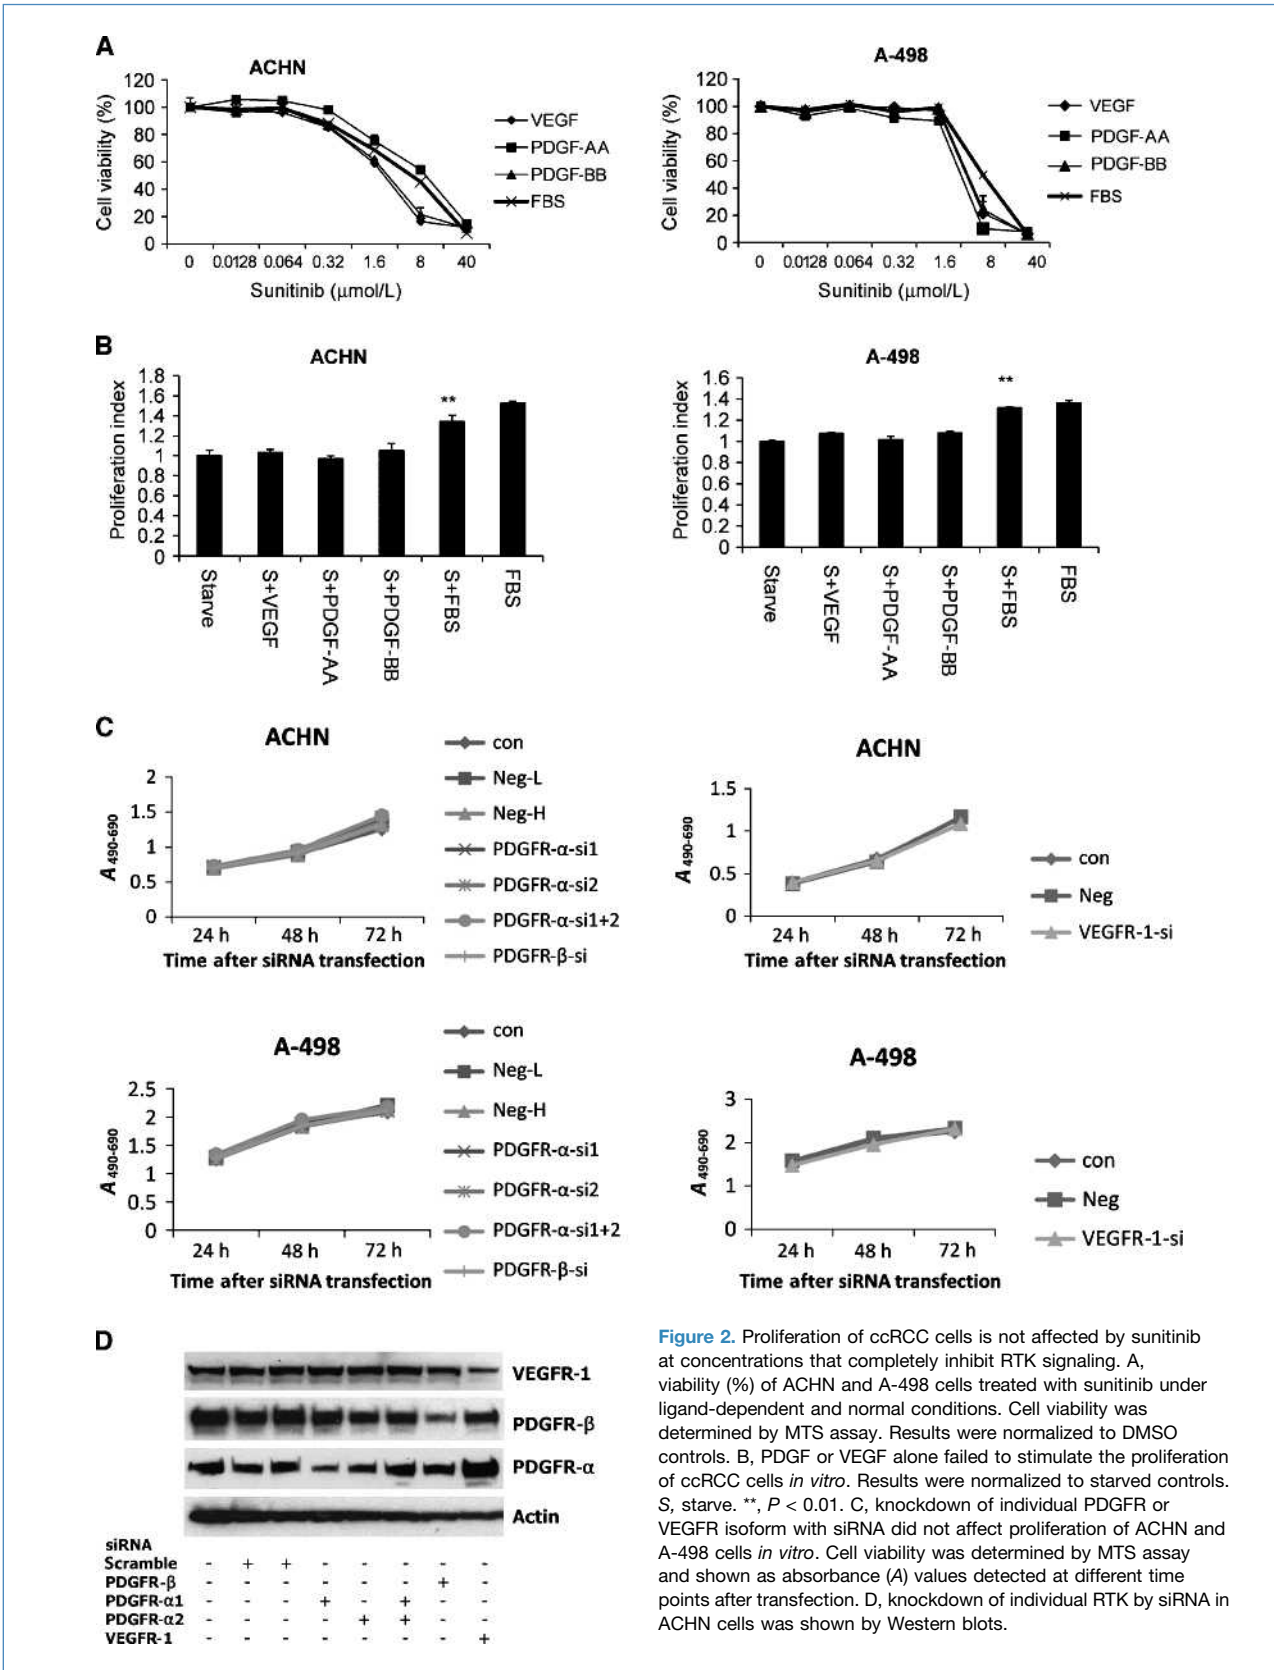 A
ACHN
120
100
80
60
40
20
0
Cell viability (%)
0 0.0128 0.064 0.32 1.6 8 40
Sunitinib (μmol/L)
VEGF
PDGF-AA
PDGF-BB
FBS
A-498
120
100
80
60
40
20
0
Cell viability (%)
0 0.0128 0.064 0.32 1.6 8 40
Sunitinib (μmol/L)
VEGF
PDGF-AA
PDGF-BB
FBS
B
ACHN
1.8
1.6
1.4
1.2
1
0.8
0.6
0.4
0.2
0
Proliferation index
**
Starve
S+VEGF
S+PDGF-AA
S+PDGF-BB
S+FBS
FBS
A-498
1.6
1.4
1.2
1
0.8
0.6
0.4
0.2
0
Proliferation index
**
Starve
S+VEGF
S+PDGF-AA
S+PDGF-BB
S+FBS
FBS
C
ACHN
2
1.5
1
0.5
0
A490-690
24 h 48 h 72 h
Time after siRNA transfection
con
Neg-L
Neg-H
PDGFR-α-si1
PDGFR-α-si2
PDGFR-α-si1+2
PDGFR-β-si
ACHN
1.5
1
0.5
0
A490-690
24 h 48 h 72 h
Time after siRNA transfection
con
Neg
VEGFR-1-si
A-498
2.5
2
1.5
1
0.5
0
A490-690
24 h 48 h 72 h
Time after siRNA transfection
con
Neg-L
Neg-H
PDGFR-α-si1
PDGFR-α-si2
PDGFR-α-si1+2
PDGFR-β-si
A-498
3
2
1
0
A490-690
24 h 48 h 72 h
Time after siRNA transfection
con
Neg
VEGFR-1-si
D
VEGFR-1
PDGFR-β
PDGFR-α
Actin
siRNA
Scramble - + + - - - - -
PDGFR-β - - - - - - + -
PDGFR-α1 - - - + - + - -
PDGFR-α2 - - - - + + - -
VEGFR-1 - - - - - - - +
Figure 2. Proliferation of ccRCC cells is not affected by sunitinib
at concentrations that completely inhibit RTK signaling. A,
viability (%) of ACHN and A-498 cells treated with sunitinib under
ligand-dependent and normal conditions. Cell viability was
determined by MTS assay. Results were normalized to DMSO
controls. B, PDGF or VEGF alone failed to stimulate the proliferation
of ccRCC cells in vitro. Results were normalized to starved controls.
S, starve. **, P < 0.01. C, knockdown of individual PDGFR or
VEGFR isoform with siRNA did not affect proliferation of ACHN and
A-498 cells in vitro. Cell viability was determined by MTS assay
and shown as absorbance (A) values detected at different time
points after transfection. D, knockdown of individual RTK by siRNA in
ACHN cells was shown by Western blots.